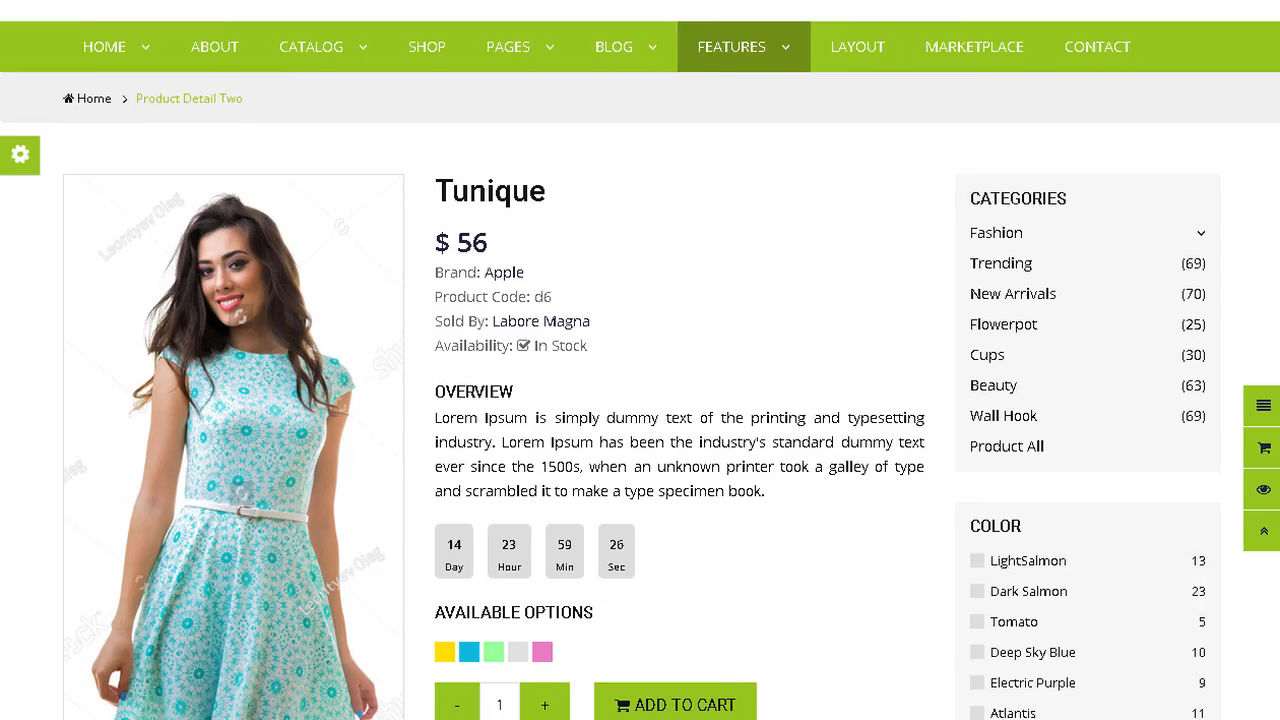 HOME ABOUT CATALOG SHOP PAGES BLOG FEATURES LAYOUT MARKETPLACE CONTACT
Home Product Detail Two
Leontyev Oleg
Leontyev Oleg
Tunique
$ 56
Brand: Apple
Product Code: d6
Sold By: Labore Magna
Availability: In Stock
OVERVIEW
Lorem Ipsum is simply dummy text of the printing and typesetting
industry. Lorem Ipsum has been the industry's standard dummy text
ever since the 1500s, when an unknown printer took a galley of type
and scrambled it to make a type specimen book.
14 23 59 26
Day Hour Min Sec
AVAILABLE OPTIONS
- 1 + ADD TO CART
CATEGORIES
Fashion
Trending (69)
New Arrivals (70)
Flowerpot (25)
Cups (30)
Beauty (63)
Wall Hook (69)
Product All
COLOR
LightSalmon 13
Dark Salmon 23
Tomato 5
Deep Sky Blue 10
Electric Purple 9
Atlantis 11